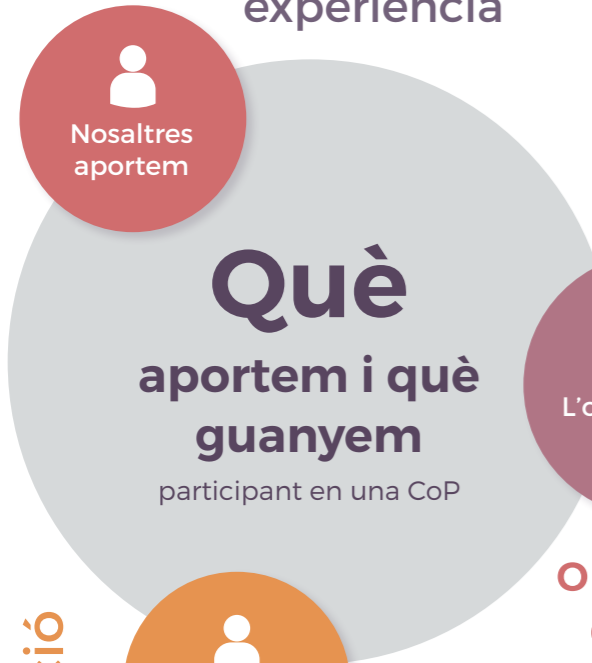 experiència
Nosaltres
aportem
Què
aportem i què
guanyem
participant en una CoP